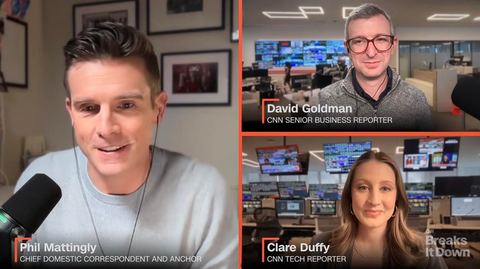 Phil Mattingly
CHIEF DOMESTIC CORRESPONDENT AND ANCHOR
David Goldman
CNN SENIOR BUSINESS REPORTER
Clare Duffy
CNN TECH REPORTER
Breaks
It Down